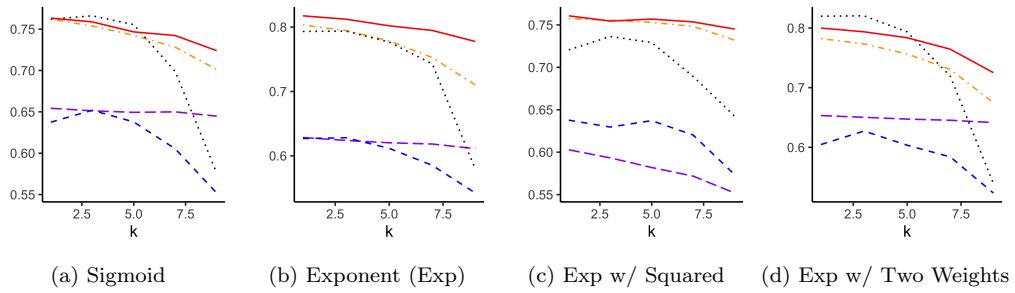 0.75
0.70
0.65
0.60
0.55
2.5 5.0 7.5
k
(a) Sigmoid
0.8
0.7
0.6
2.5 5.0 7.5
k
(b) Exponent (Exp)
0.75
0.70
0.65
0.60
0.55
2.5 5.0 7.5
k
(c) Exp w/ Squared
0.8
0.7
0.6
2.5 5.0 7.5
k
(d) Exp w/ Two Weights